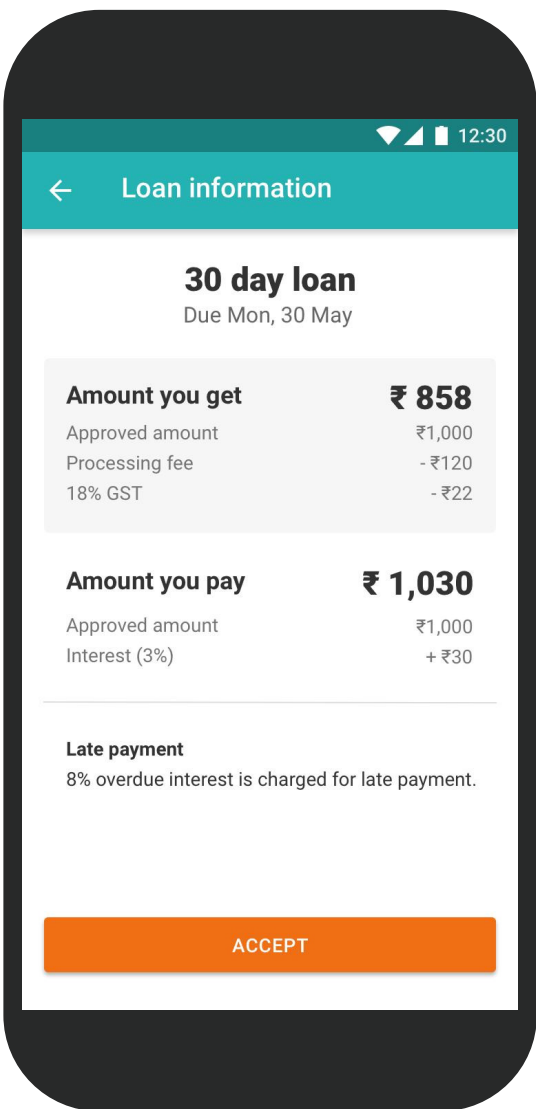 12:30
Loan information
30 day loan
Due Mon, 30 May
Amount you get ₹ 858
Approved amount ₹1,000
Processing fee - ₹120
18% GST - ₹22
Amount you pay ₹ 1,030
Approved amount ₹1,000
Interest (3%) + ₹30
Late payment
8% overdue interest is charged for late payment.
ACCEPT